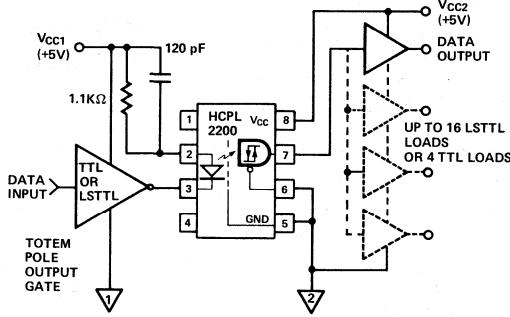 VCC1
(+5V)
120 pF
1.1KΩ
VCC2
(+5V)
DATA
OUTPUT
HCPL
2200
VCC
1
8
2
7
3
6
4
GND
5
TTL
OR
LSTTL
DATA
INPUT
UP TO 16 LSTTL
LOADS
OR 4 TTL LOADS
TOTEM
POLE
OUTPUT
GATE
1
2